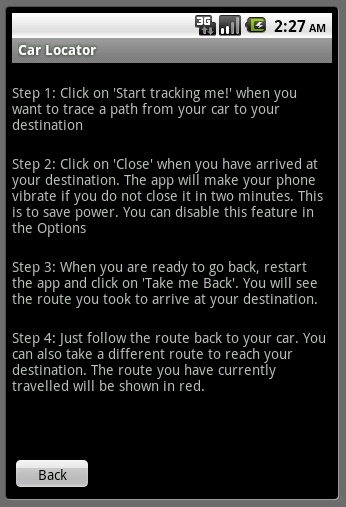 3G 2:27 AM
Car Locator
Step 1: Click on 'Start tracking me!' when you
want to trace a path from your car to your
destination
Step 2: Click on 'Close' when you have arrived at
your destination. The app will make your phone
vibrate if you do not close it in two minutes. This
is to save power. You can disable this feature in
the Options
Step 3: When you are ready to go back, restart
the app and click on 'Take me Back'. You will see
the route you took to arrive at your destination.
Step 4: Just follow the route back to your car. You
can also take a different route to reach your
destination. The route you have currently
travelled will be shown in red.
Back